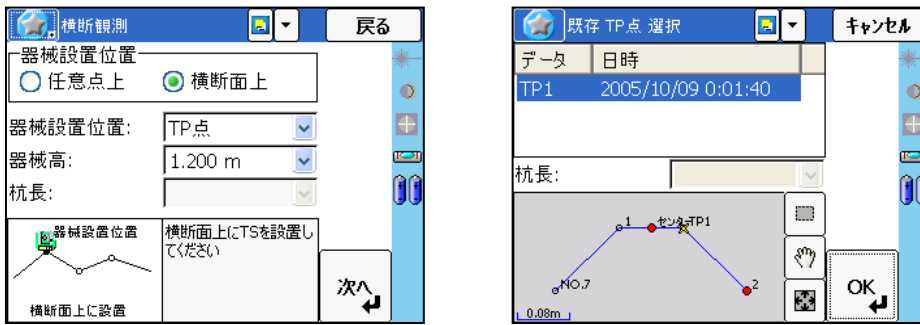 横断観測
戻る
器械設置位置
任意点上
横断面上
器械設置位置:
TP点
器械高:
1.200 m
杭長:
器械設置位置
横断面上にTSを設置し
てください
横断面上に設置
次へ
既存 TP点 選択
キャンセル
データ
日時
TP1
2005/10/09 0:01:40
杭長:
1
センタ
TP1
NO.7
2
0.08m
OK